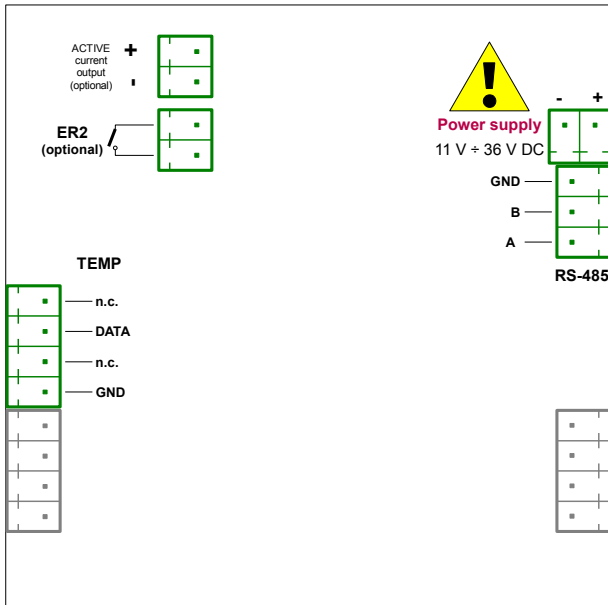 ACTIVE +
current
output
(optional) -
ER2
(optional)
- +
Power supply
11 V ÷ 36 V DC
GND
B
A
RS-485
TEMP
n.c.
DATA
n.c.
GND